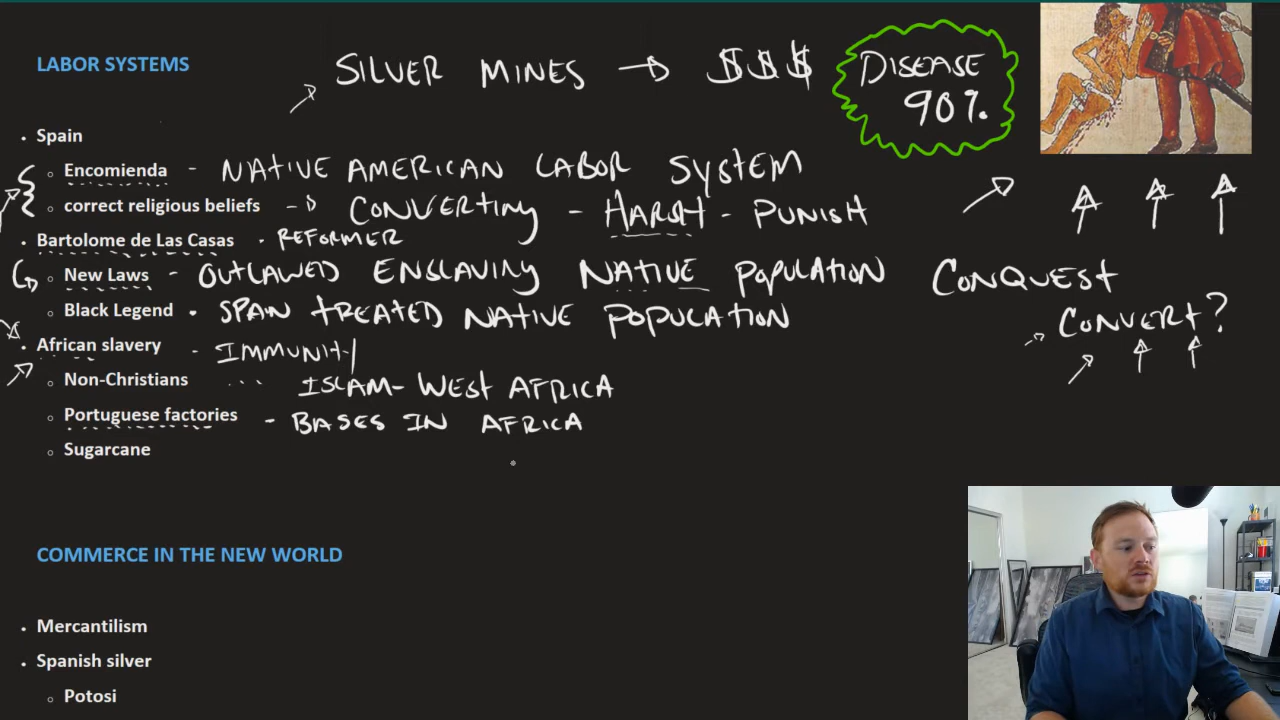 LABOR SYSTEMS
SILVER MINES → $$$
DISEASE
90%
• Spain
◦ Encomienda - NATIVE AMERICAN LABOR SYSTEM
◦ correct religious beliefs -> CONVERTING - HARSH - PUNISH
• Bartolome de Las Casas - REFORMER
◦ New Laws - OUTLAWED ENSLAVING NATIVE POPULATION
◦ Black Legend • SPAIN TREATED NATIVE POPULATION
CONQUEST
CONVERT?
• African slavery - IMMUNITY
◦ Non-Christians ... ISLAM - WEST AFRICA
◦ Portuguese factories - BASES IN AFRICA
◦ Sugarcane
COMMERCE IN THE NEW WORLD
• Mercantilism
• Spanish silver
◦ Potosi